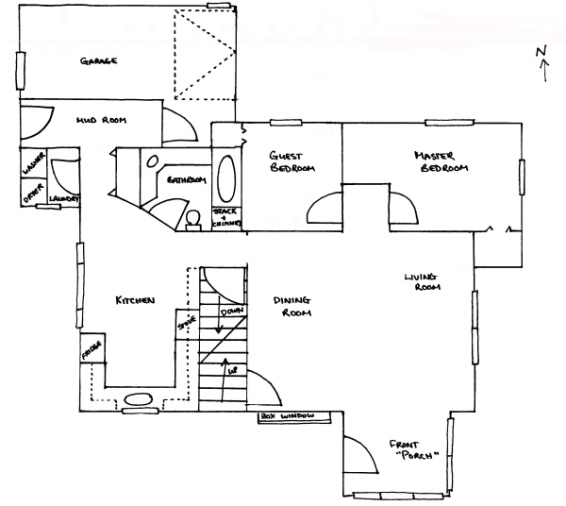 GARAGE
N
MUD ROOM
WASHER
DRYER
LAUNDRY
BATHROOM
GUEST
BEDROOM
MASTER
BEDROOM
STACK
+
CHIMNEY
KITCHEN
STOVE
FRIDGE
DOWN
UP
DINING
ROOM
LIVING
ROOM
BOX WINDOW
FRONT
"PORCH"